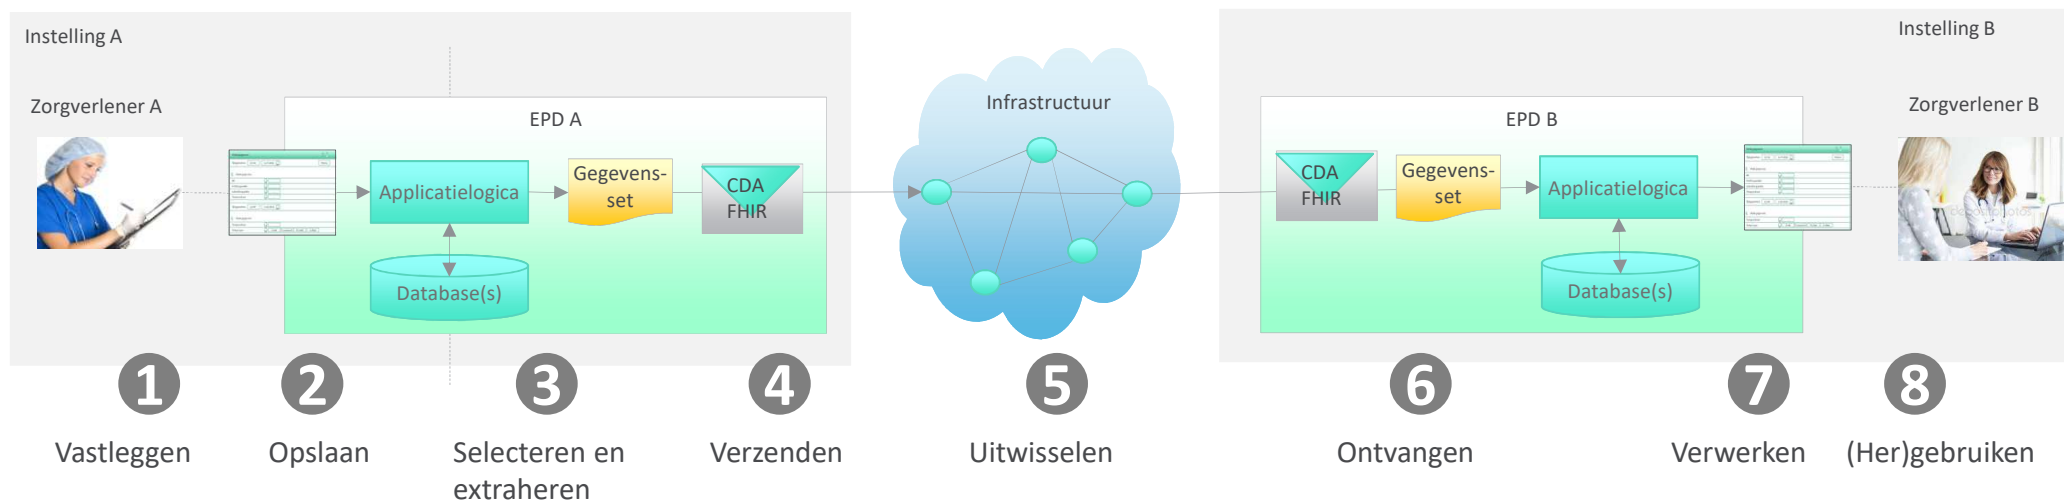 Instelling A
Zorgverlener A
EPD A
Applicatielogica
Database(s)
Gegevens-
set
CDA
FHIR
Infrastructuur
Instelling B
Zorgverlener B
EPD B
CDA
FHIR
Gegevens-
set
Applicatielogica
Database(s)
1
2
3
4
5
6
7
8
Vastleggen
Opslaan
Selecteren en
extraheren
Verzenden
Uitwisselen
Ontvangen
Verwerken
(Her)gebruiken